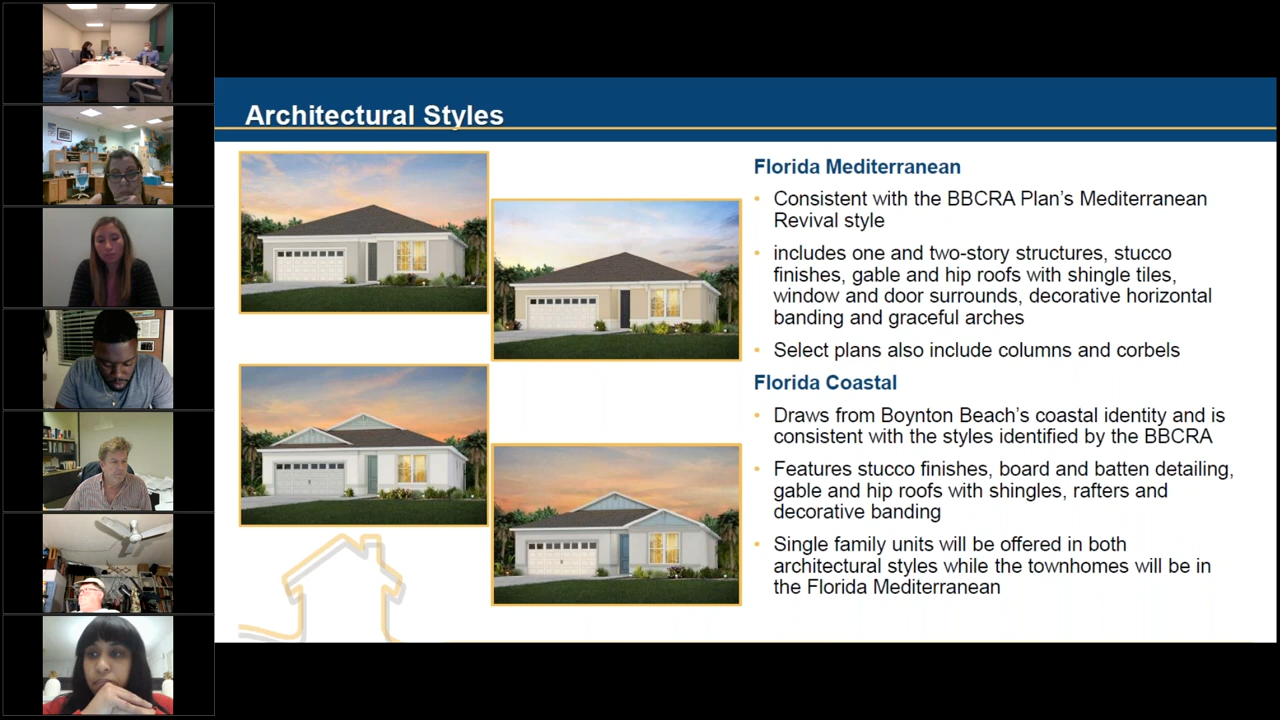 Architectural Styles
Florida Mediterranean
• Consistent with the BBCRA Plan's Mediterranean
Revival style
• includes one and two-story structures, stucco
finishes, gable and hip roofs with shingle tiles,
window and door surrounds, decorative horizontal
banding and graceful arches
• Select plans also include columns and corbels
Florida Coastal
• Draws from Boynton Beach's coastal identity and is
consistent with the styles identified by the BBCRA
• Features stucco finishes, board and batten detailing,
gable and hip roofs with shingles, rafters and
decorative banding
• Single family units will be offered in both
architectural styles while the townhomes will be in
the Florida Mediterranean